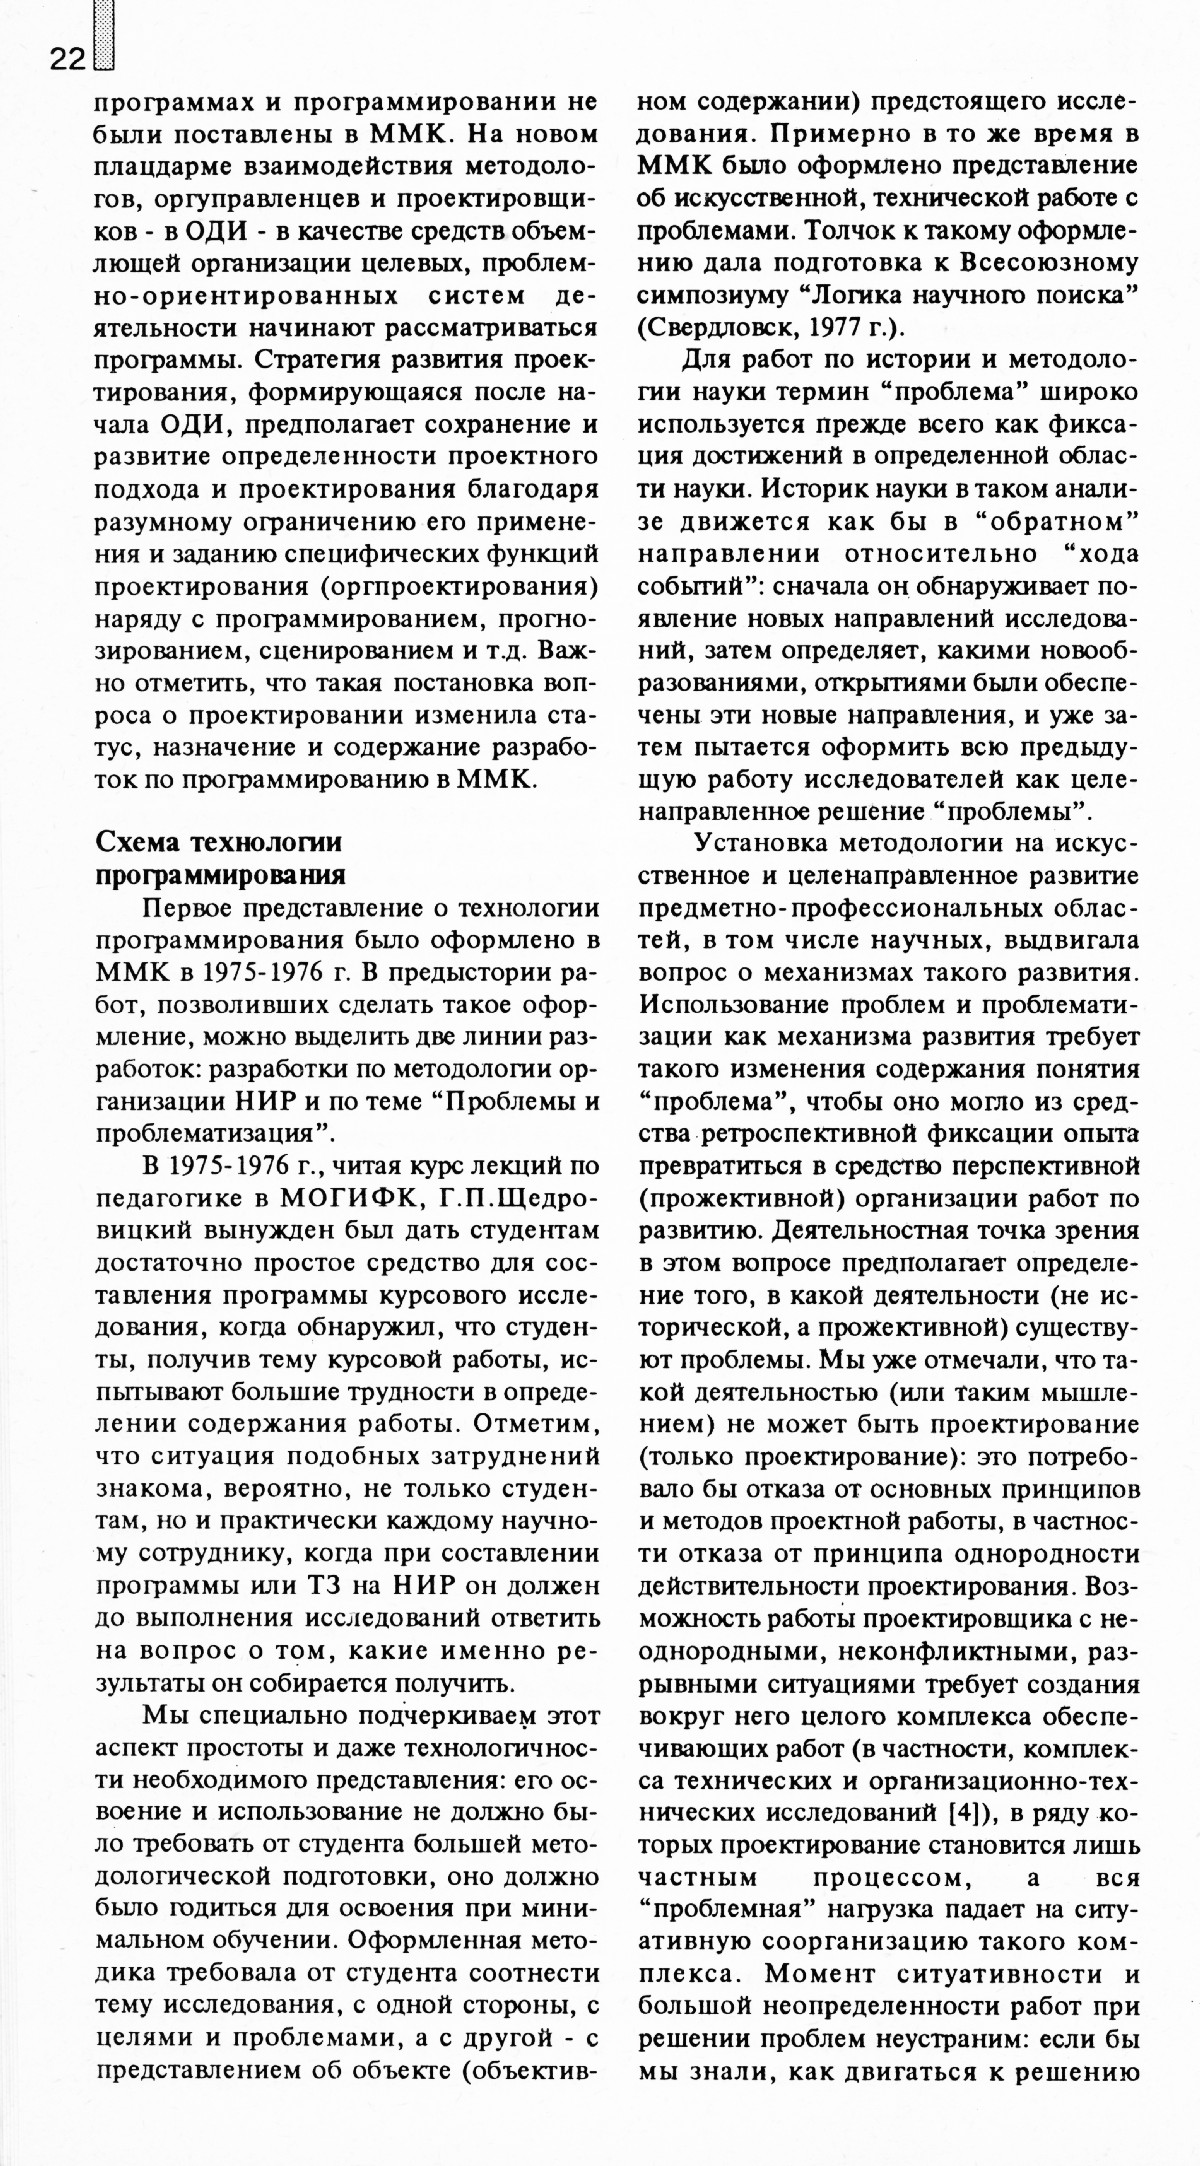 22
программах и программировании не
были поставлены в ММК. На новом
плацдарме взаимодействия методоло-
гов, оргуправленцев и проектировщи-
ков - в ОДИ - в качестве средств объем-
лющей организации целевых, проблем-
но-ориентированных систем де-
ятельности начинают рассматриваться
программы. Стратегия развития проек-
тирования, формирующаяся после на-
чала ОДИ, предполагает сохранение и
развитие определенности проектного
подхода и проектирования благодаря
разумному ограничению его примене-
ния и заданию специфических функций
проектирования (оргпроектирования)
наряду с программированием, прогно-
зированием, сценированием и т.д. Важ-
но отметить, что такая постановка воп-
роса о проектировании изменила ста-
тус, назначение и содержание разрабо-
ток по программированию в ММК.
Схема технологии
программирования
Первое представление о технологии
программирования было оформлено в
ММК в 1975-1976 г. В предыстории ра-
бот, позволивших сделать такое офор-
мление, можно выделить две линии раз-
работок: разработки по методологии ор-
ганизации НИР и по теме “Проблемы и
проблематизация”.
В 1975-1976 г., читая курс лекций по
педагогике в МОГИФК, Г.П.Щедро-
вицкий вынужден был дать студентам
достаточно простое средство для сос-
тавления программы курсового иссле-
дования, когда обнаружил, что студен-
ты, получив тему курсовой работы, ис-
пытывают большие трудности в опреде-
лении содержания работы. Отметим,
что ситуация подобных затруднений
знакома, вероятно, не только студен-
там, но и практически каждому научно-
му сотруднику, когда при составлении
программы или ТЗ на НИР он должен
до выполнения исследований ответить
на вопрос о том, какие именно ре-
зультаты он собирается получить.
Мы специально подчеркиваем этот
аспект простоты и даже технологичнос-
ти необходимого представления: его ос-
воение и использование не должно бы-
ло требовать от студента большей мето-
дологической подготовки, оно должно
было годиться для освоения при мини-
мальном обучении. Оформленная мето-
дика требовала от студента соотнести
тему исследования, с одной стороны, с
целями и проблемами, а с другой - с
представлением об объекте (объектив-
ном содержании) предстоящего иссле-
дования. Примерно в то же время в
ММК было оформлено представление
об искусственной, технической работе с
проблемами. Толчок к такому оформле-
нию дала подготовка к Всесоюзному
симпозиуму “Логика научного поиска”
(Свердловск, 1977 г.).
Для работ по истории и методоло-
гии науки термин “проблема” широко
используется прежде всего как фикса-
ция достижений в определенной облас-
ти науки. Историк науки в таком анали-
зе движется как бы в “обратном”
направлении относительно “хода
событий”: сначала он обнаруживает по-
явление новых направлений исследова-
ний, затем определяет, какими новооб-
разованиями, открытиями были обеспе-
чены эти новые направления, и уже за-
тем пытается оформить всю предыду-
щую работу исследователей как целе-
направленное решение “проблемы”.
Установка методологии на искус-
ственное и целенаправленное развитие
предметно-профессиональных облас-
тей, в том числе научных, выдвигала
вопрос о механизмах такого развития.
Использование проблем и проблемати-
зации как механизма развития требует
такого изменения содержания понятия
“проблема”, чтобы оно могло из сред-
ства ретроспективной фиксации опыта
превратиться в средство перспективной
(прожективной) организации работ по
развитию. Деятельностная точка зрения
в этом вопросе предполагает определе-
ние того, в какой деятельности (не ис-
торической, а прожективной) существу-
ют проблемы. Мы уже отмечали, что та-
кой деятельностью (или таким мышле-
нием) не может быть проектирование
(только проектирование): это потребо-
вало бы отказа от основных принципов
и методов проектной работы, в частнос-
ти отказа от принципа однородности
действительности проектирования. Воз-
можность работы проектировщика с не-
однородными, неконфликтными, раз-
рывными ситуациями требует создания
вокруг него целого комплекса обеспе-
чивающих работ (в частности, комплек-
са технических и организационно-тех-
нических исследований [4]), в ряду ко-
торых проектирование становится лишь
частным процессом, а вся
“проблемная” нагрузка падает на ситу-
ативную соорганизацию такого ком-
плекса. Момент ситуативности и
большой неопределенности работ при
решении проблем неустраним: если бы
мы знали, как двигаться к решению